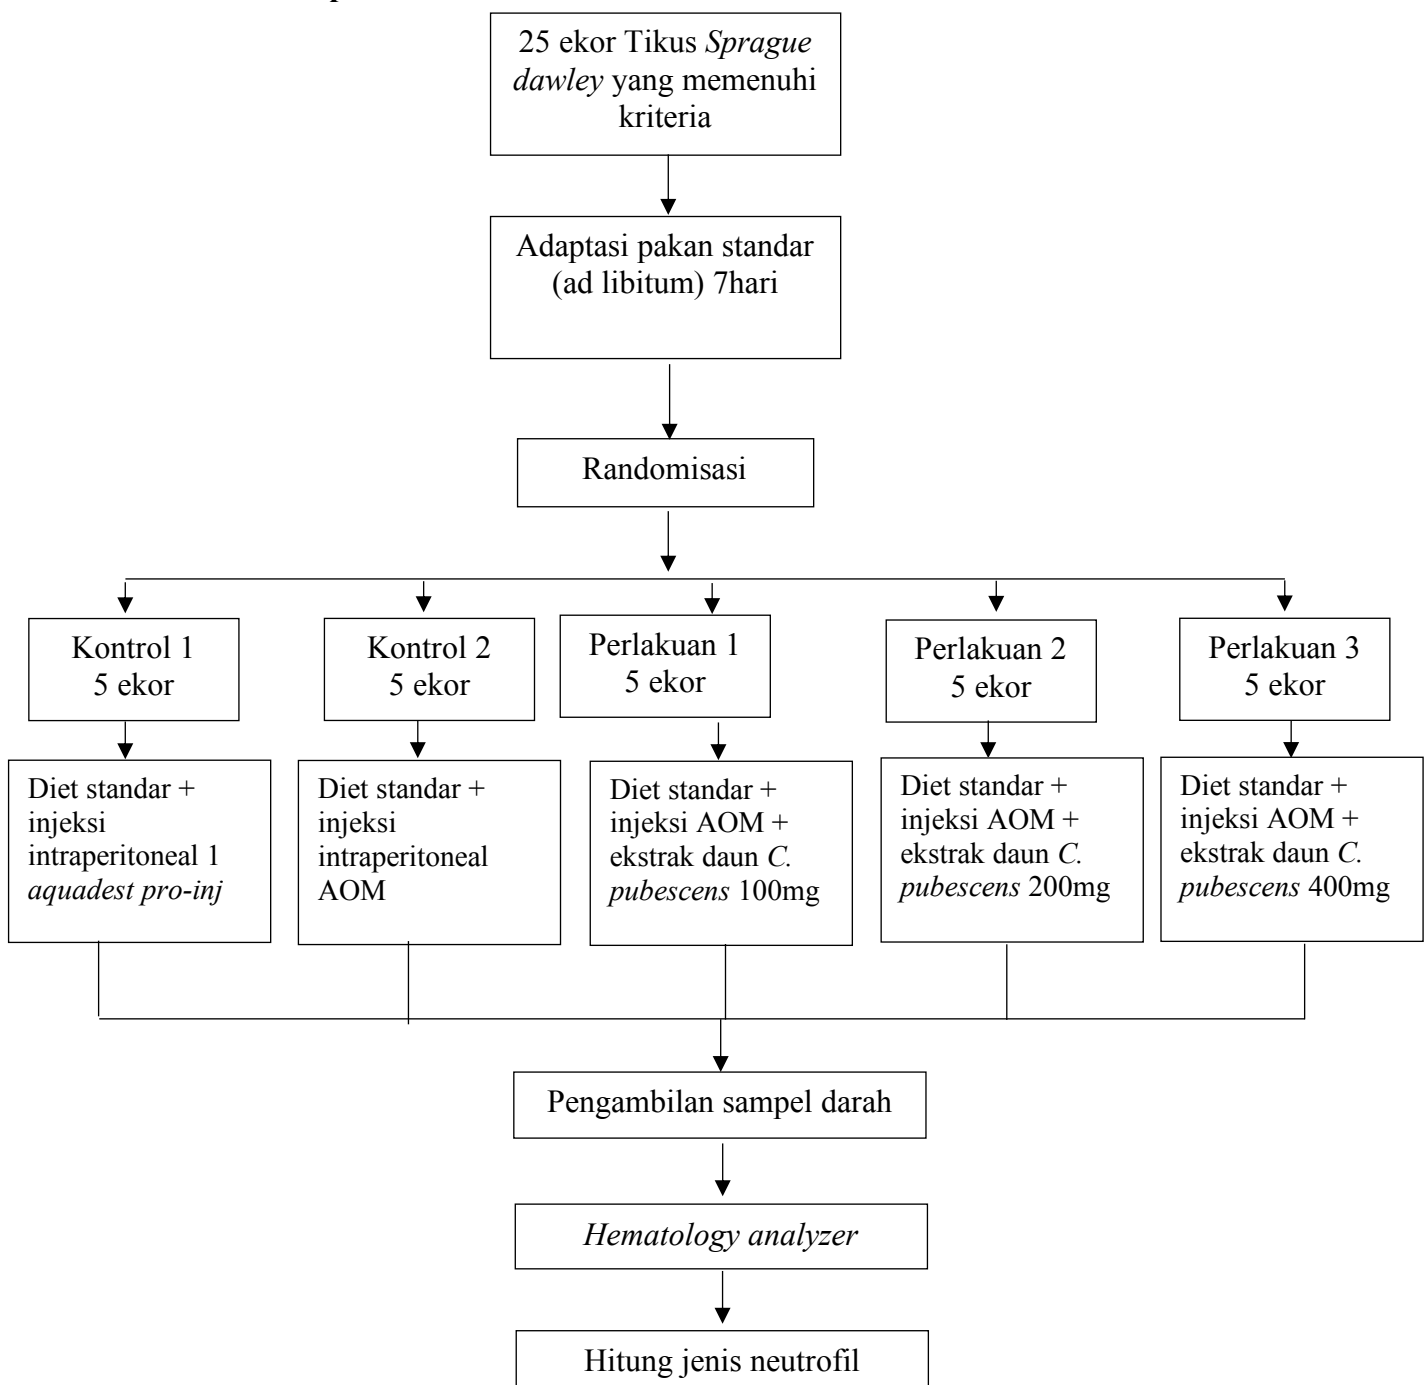 25 ekor Tikus Sprague
dawley yang memenuhi
kriteria
Adaptasi pakan standar
(ad libitum) 7hari
Randomisasi
Kontrol 1
5 ekor
Kontrol 2
5 ekor
Perlakuan 1
5 ekor
Perlakuan 2
5 ekor
Perlakuan 3
5 ekor
Diet standar +
injeksi
intraperitoneal 1
aquadest pro-inj
Diet standar +
injeksi
intraperitoneal
AOM
Diet standar +
injeksi AOM +
ekstrak daun C.
pubescens 100mg
Diet standar +
injeksi AOM +
ekstrak daun C.
pubescens 200mg
Diet standar +
injeksi AOM +
ekstrak daun C.
pubescens 400mg
Pengambilan sampel darah
Hematology analyzer
Hitung jenis neutrofil